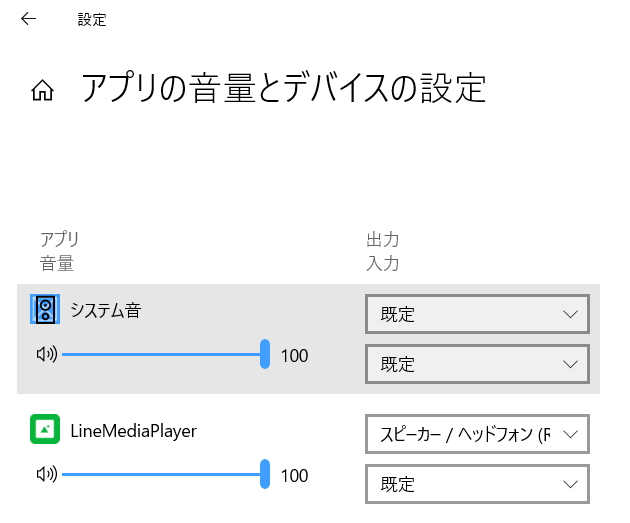 設定
アプリの音量とデバイスの設定
アプリ
音量
出力
入力
システム音
既定
100
既定
LineMediaPlayer
スピーカー / ヘッドフォン (R
100
既定